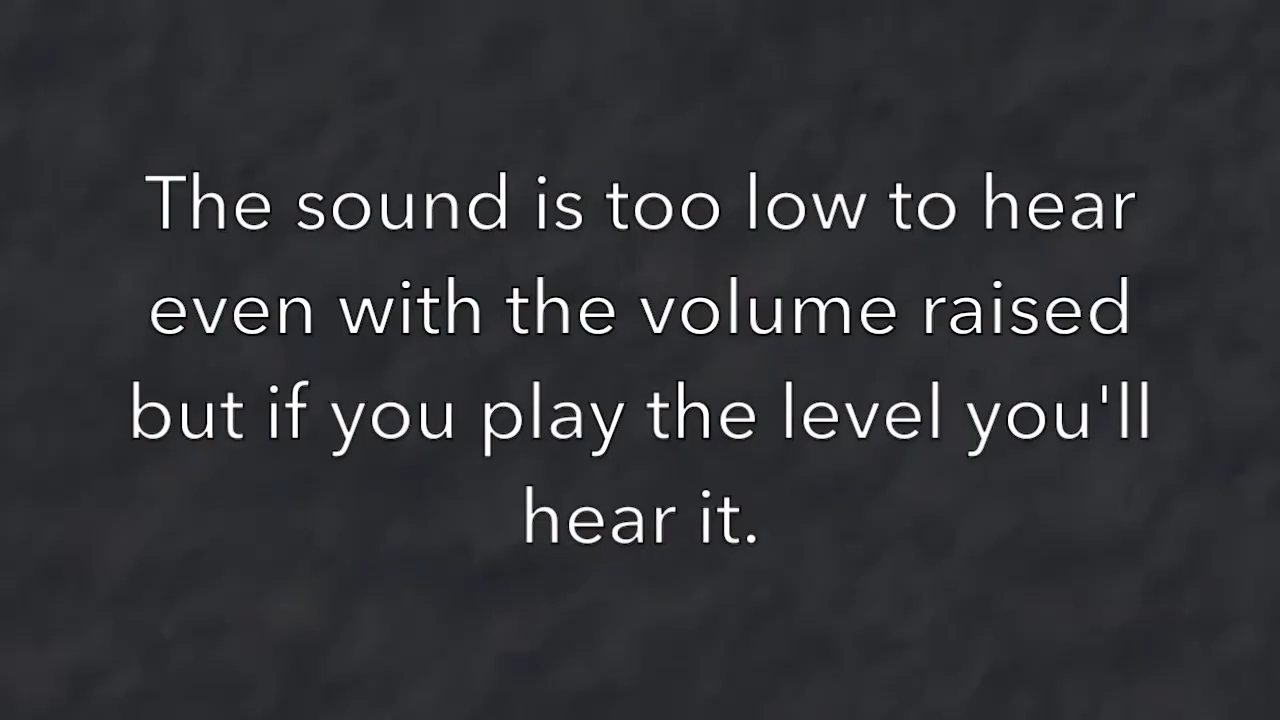 The sound is too low to hear
even with the volume raised
but if you play the level you'll
hear it.